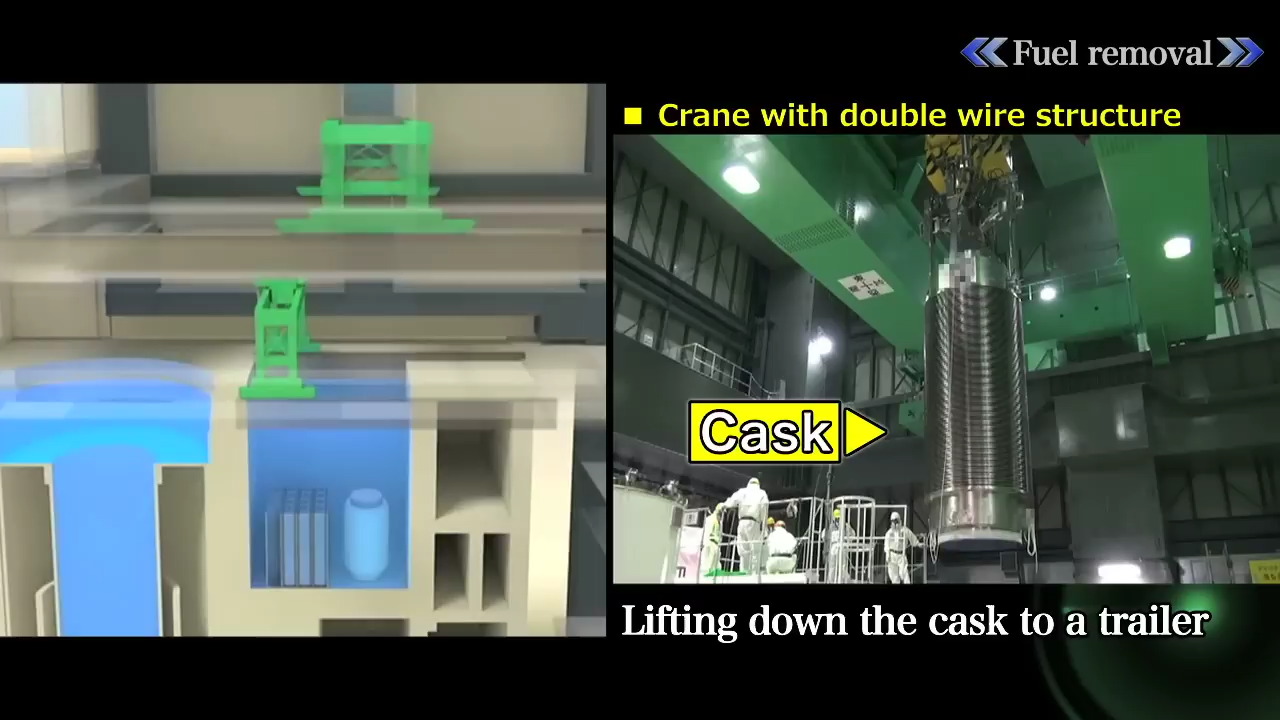 Fuel removal
■ Crane with double wire structure
Cask
Lifting down the cask to a trailer